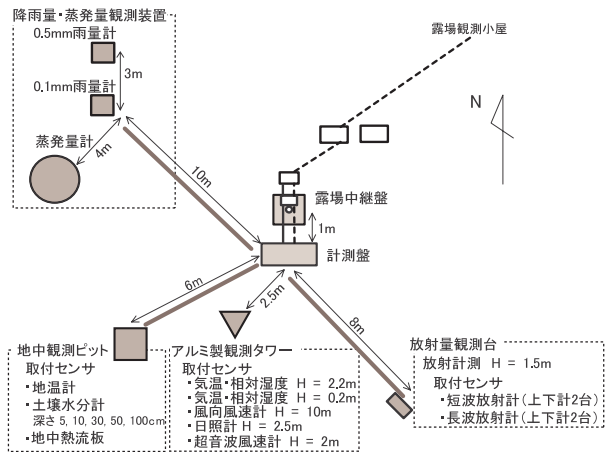 降雨量・蒸発量観測装置
0.5mm雨量計
3m
0.1mm雨量計
蒸発量計
4m
10m
露場観測小屋
N
露場中継盤
1m
計測盤
6m
2.5m
8m
地中観測ピット
取付センサ
・地温計
・土壌水分計
深さ 5, 10, 30, 50, 100cm
・地中熱流板
アルミ製観測タワー
取付センサ
・気温・相対湿度 H = 2.2m
・気温・相対湿度 H = 0.2m
・風向風速計 H = 10m
・日照計 H = 2.5m
・超音波風速計 H = 2m
放射量観測台
放射計測 H = 1.5m
取付センサ
・短波放射計(上下計2台)
・長波放射計(上下計2台)